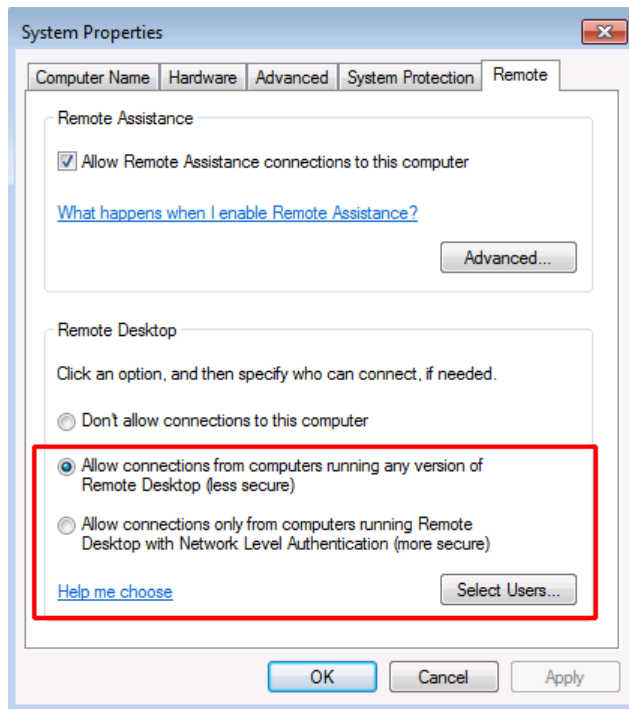 System Properties
Computer Name Hardware Advanced System Protection Remote
Remote Assistance
Allow Remote Assistance connections to this computer
What happens when I enable Remote Assistance?
Advanced...
Remote Desktop
Click an option, and then specify who can connect, if needed.
Don't allow connections to this computer
Allow connections from computers running any version of
Remote Desktop (less secure)
Allow connections only from computers running Remote
Desktop with Network Level Authentication (more secure)
Help me choose
Select Users...
OK Cancel Apply